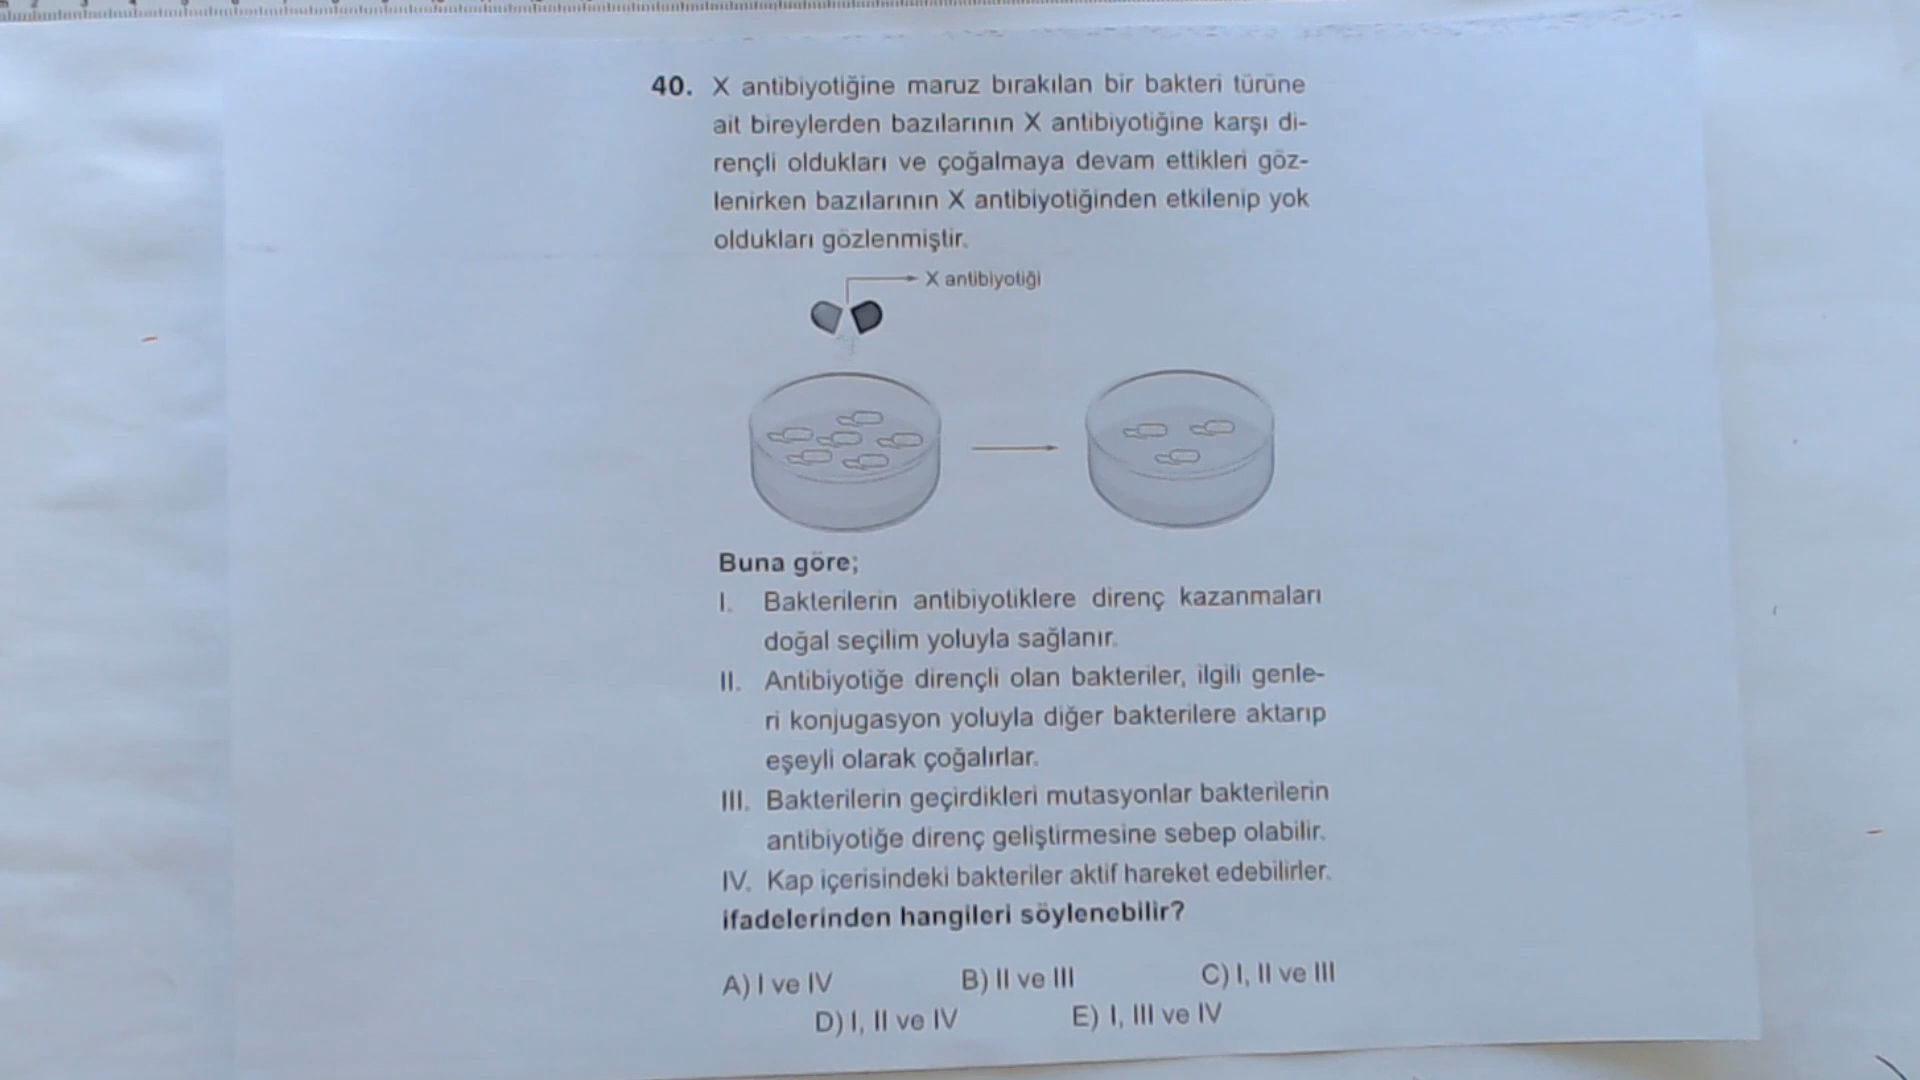 40. X antibiyotiğine maruz bırakılan bir bakteri türüne
ait bireylerden bazılarının X antibiyotiğine karşı di-
rençli oldukları ve çoğalmaya devam ettikleri göz-
lenirken bazılarının X antibiyotiğinden etkilenip yok
oldukları gözlenmiştir.
X antibiyotiği
Buna göre;
I. Bakterilerin antibiyotiklere direnç kazanmaları
doğal seçilim yoluyla sağlanır.
II. Antibiyotiğe dirençli olan bakteriler, ilgili genle-
ri konjugasyon yoluyla diğer bakterilere aktarıp
eşeyli olarak çoğalırlar.
III. Bakterilerin geçirdikleri mutasyonlar bakterilerin
antibiyotiğe direnç geliştirmesine sebep olabilir.
IV. Kap içerisindeki bakteriler aktif hareket edebilirler.
ifadelerinden hangileri söylenebilir?
A) I ve IV B) II ve III C) I, II ve III
D) I, II ve IV E) I, III ve IV